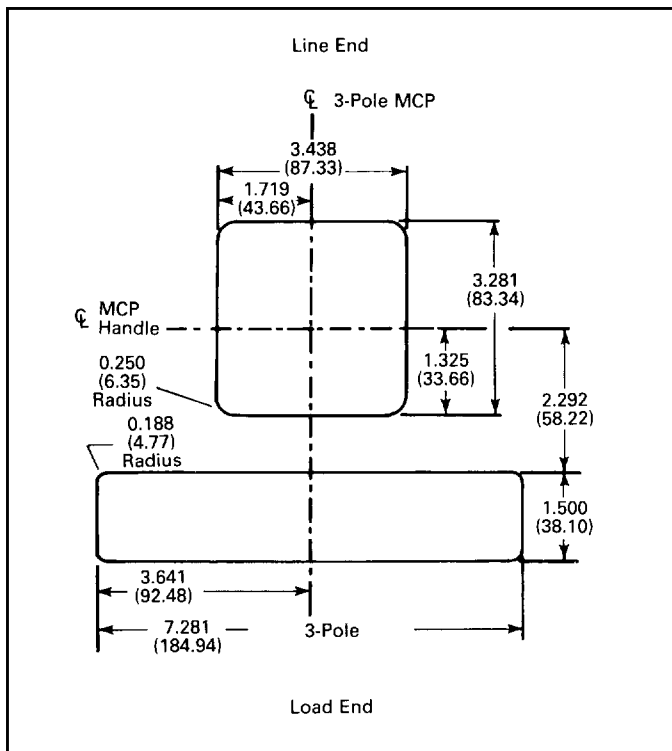 Line End
℄ 3-Pole MCP
3.438
(87.33)
1.719
(43.66)
3.281
(83.34)
℄ MCP
Handle
1.325
(33.66)
0.250
(6.35)
Radius
2.292
(58.22)
0.188
(4.77)
Radius
1.500
(38.10)
3.641
(92.48)
7.281
(184.94)
3-Pole
Load End